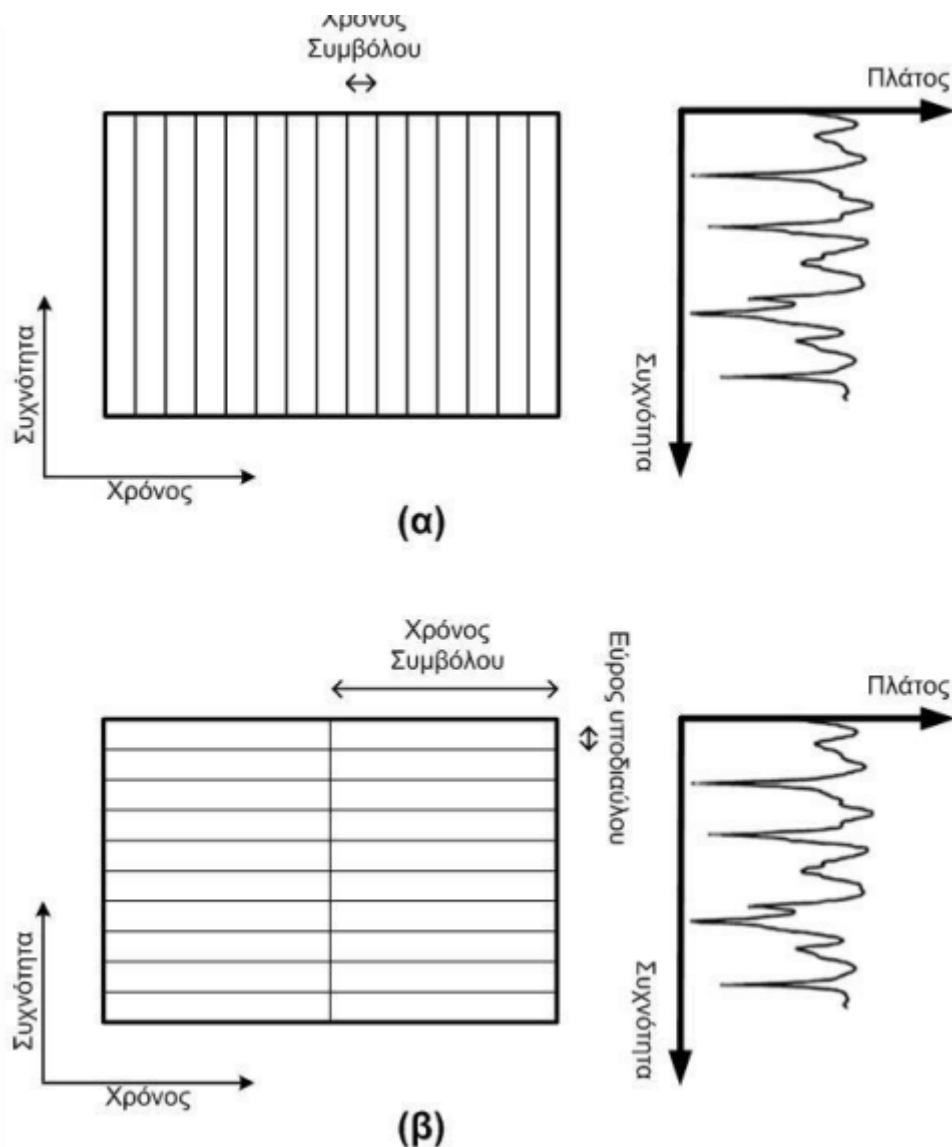 Χρόνος
Συμβόλου
Πλάτος
Συχνότητα
Συχνότητα
Χρόνος
(α)
Χρόνος
Συμβόλου
Εύρος υποδιαύλου
Πλάτος
Συχνότητα
Συχνότητα
Χρόνος
(β)